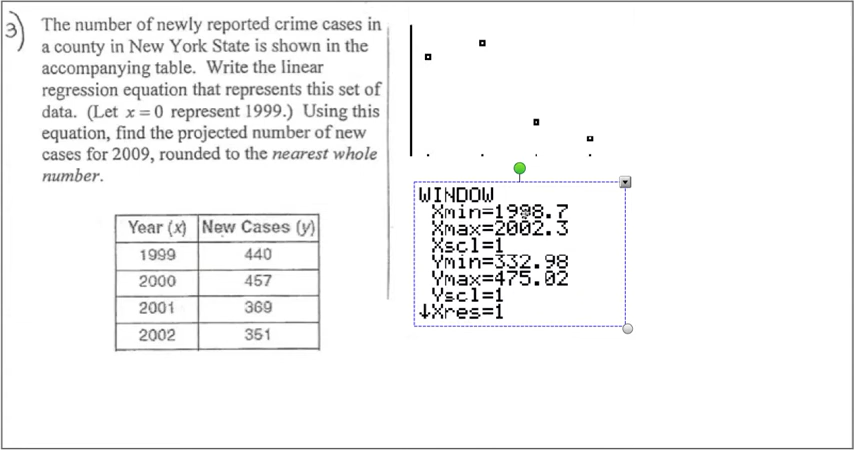 3)
The number of newly reported crime cases in
a county in New York State is shown in the
accompanying table. Write the linear
regression equation that represents this set of
data. (Let x = 0 represent 1999.) Using this
equation, find the projected number of new
cases for 2009, rounded to the nearest whole
number.
Year (x) New Cases (y)
1999 440
2000 457
2001 369
2002 351
WINDOW
Xmin=1998.7
Xmax=2002.3
Xscl=1
Ymin=332.98
Ymax=475.02
Yscl=1
↓Xres=1